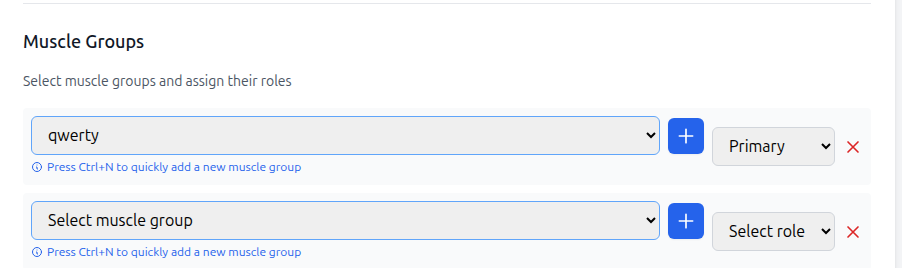 Muscle Groups
Select muscle groups and assign their roles
qwerty
Primary
Press Ctrl+N to quickly add a new muscle group
Select muscle group
Select role
Press Ctrl+N to quickly add a new muscle group